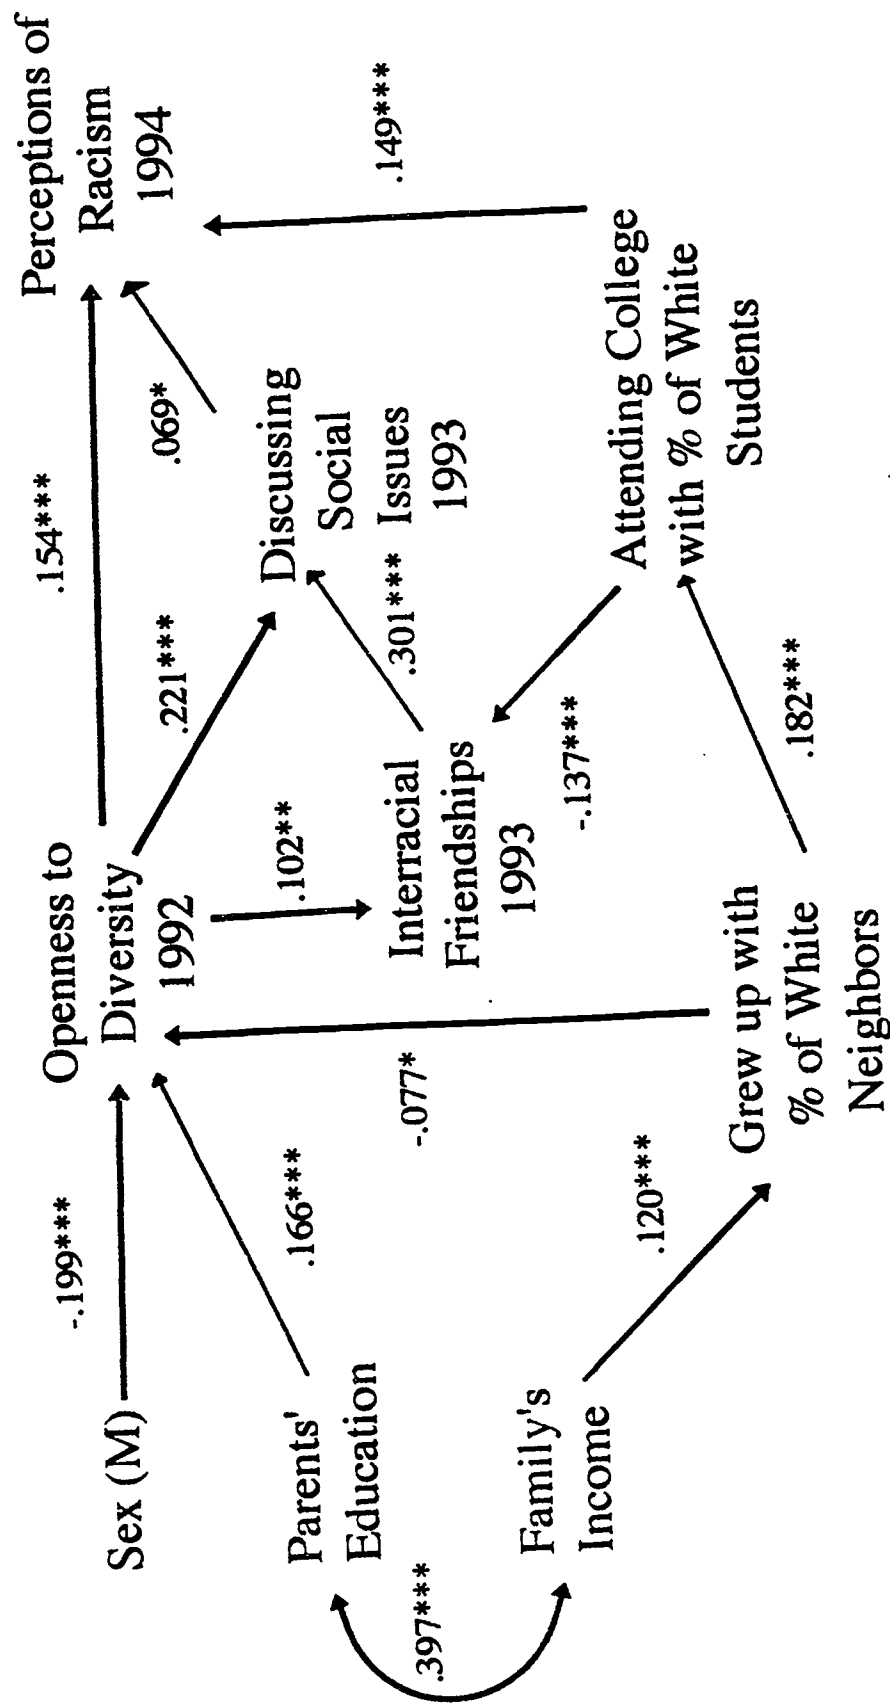 Sex (M)
-.199***
Parents'
Education
.166***
.397***
Family's
Income
.120***
Openness to
Diversity
1992
-.077*
Grew up with
% of White
Neighbors
.154***
.221***
.102**
Interracial
Friendships
1993
.301***
-.137***
.182***
Discussing
Social
Issues
1993
.069*
Attending College
with % of White
Students
Perceptions of
Racism
1994
.149***